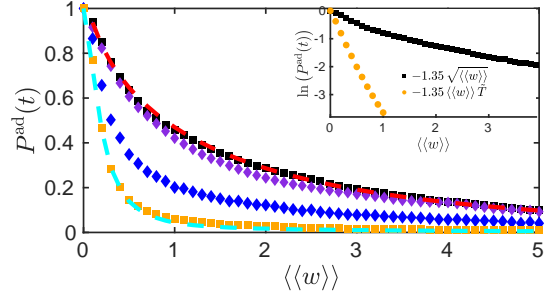 1
0.8
0.6
0.4
0.2
0
0 1 2 3 4 5
P^ad(t)
⟨⟨w⟩⟩
0
-1
-2
-3
0 1 2 3
ln (P^ad(t))
⟨⟨w⟩⟩
−1.35 √⟨⟨w⟩⟩
−1.35 ⟨⟨w⟩⟩ T̃